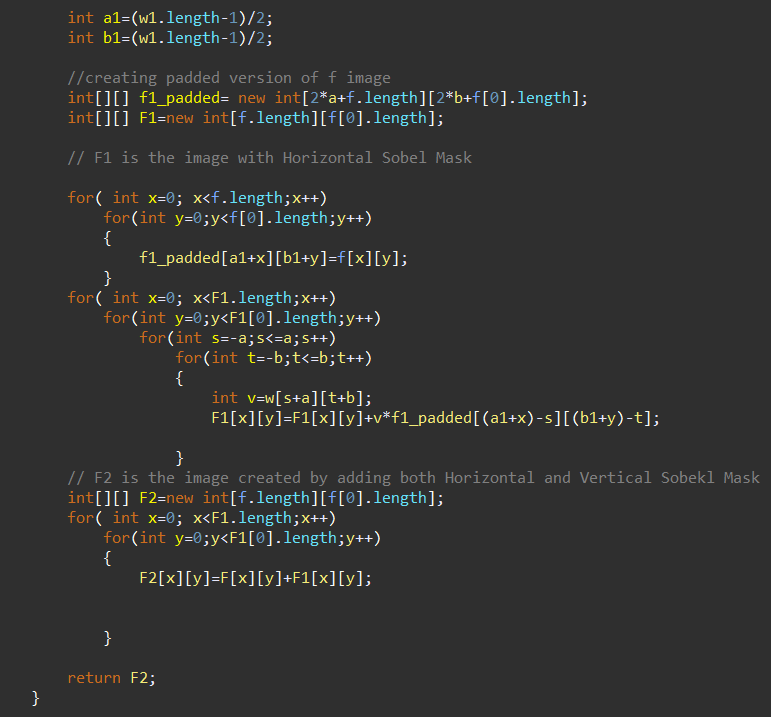 int a1=(w1.length-1)/2;
int b1=(w1.length-1)/2;
//creating padded version of f image
int[][] f1_padded= new int[2*a+f.length][2*b+f[0].length];
int[][] F1=new int[f.length][f[0].length];
// F1 is the image with Horizontal Sobel Mask
for( int x=0; x<f.length;x++)
for(int y=0;y<f[0].length;y++)
{
f1_padded[a1+x][b1+y]=f[x][y];
}
for( int x=0; x<F1.length;x++)
for(int y=0;y<F1[0].length;y++)
for(int s=-a;s<=a;s++)
for(int t=-b;t<=b;t++)
{
int v=w[s+a][t+b];
F1[x][y]=F1[x][y]+v*f1_padded[(a1+x)-s][(b1+y)-t];
}
// F2 is the image created by adding both Horizontal and Vertical Sobekl Mask
int[][] F2=new int[f.length][f[0].length];
for( int x=0; x<F1.length;x++)
for(int y=0;y<F1[0].length;y++)
{
F2[x][y]=F[x][y]+F1[x][y];
}
return F2;
}